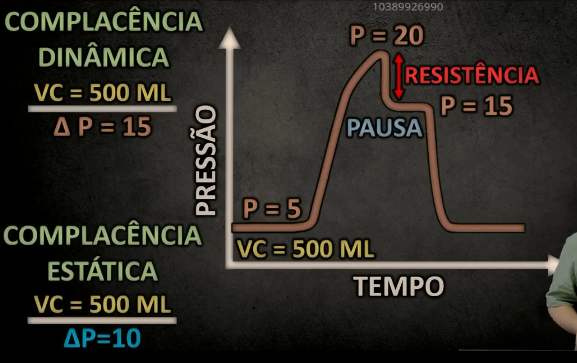 10389926990
COMPLACÊNCIA
DINÂMICA
VC = 500 ML
Δ P = 15
P = 20
RESISTÊNCIA
P = 15
PAUSA
PRESSÃO
P = 5
VC = 500 ML
TEMPO
COMPLACÊNCIA
ESTÁTICA
VC = 500 ML
ΔP=10